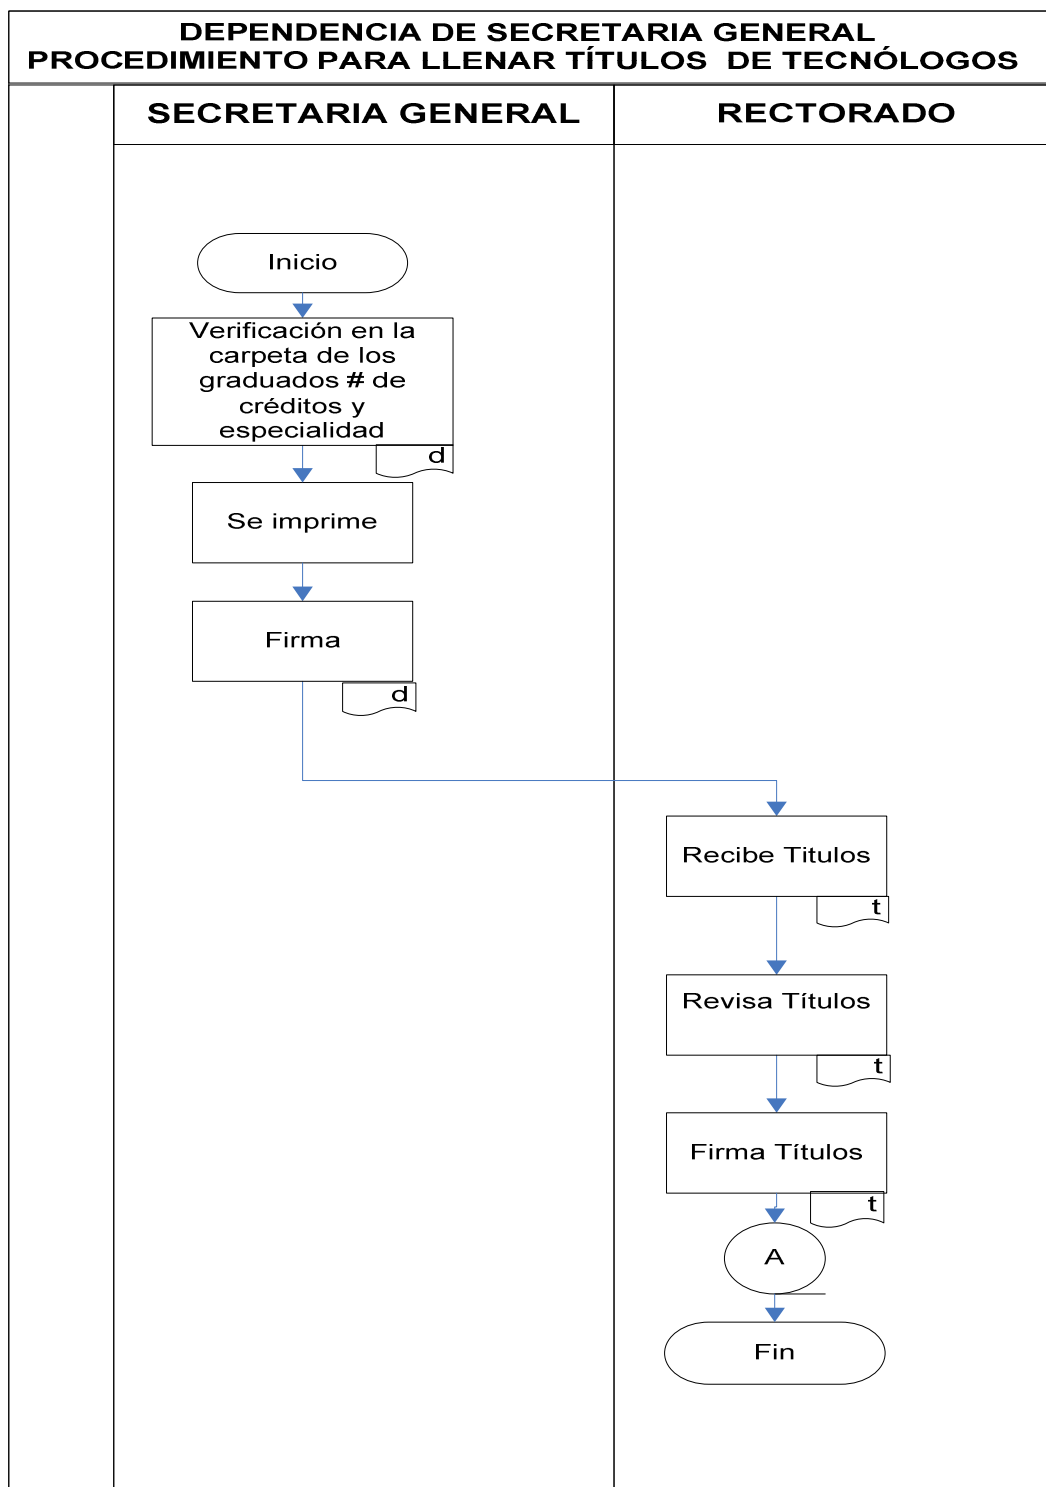 DEPENDENCIA DE SECRETARIA GENERAL
PROCEDIMIENTO PARA LLENAR TÍTULOS DE TECNÓLOGOS
SECRETARIA GENERAL
RECTORADO
Inicio
Verificación en la
carpeta de los
graduados # de
créditos y
especialidad
d
Se imprime
Firma
d
Recibe Titulos
t
Revisa Títulos
t
Firma Títulos
t
A
Fin